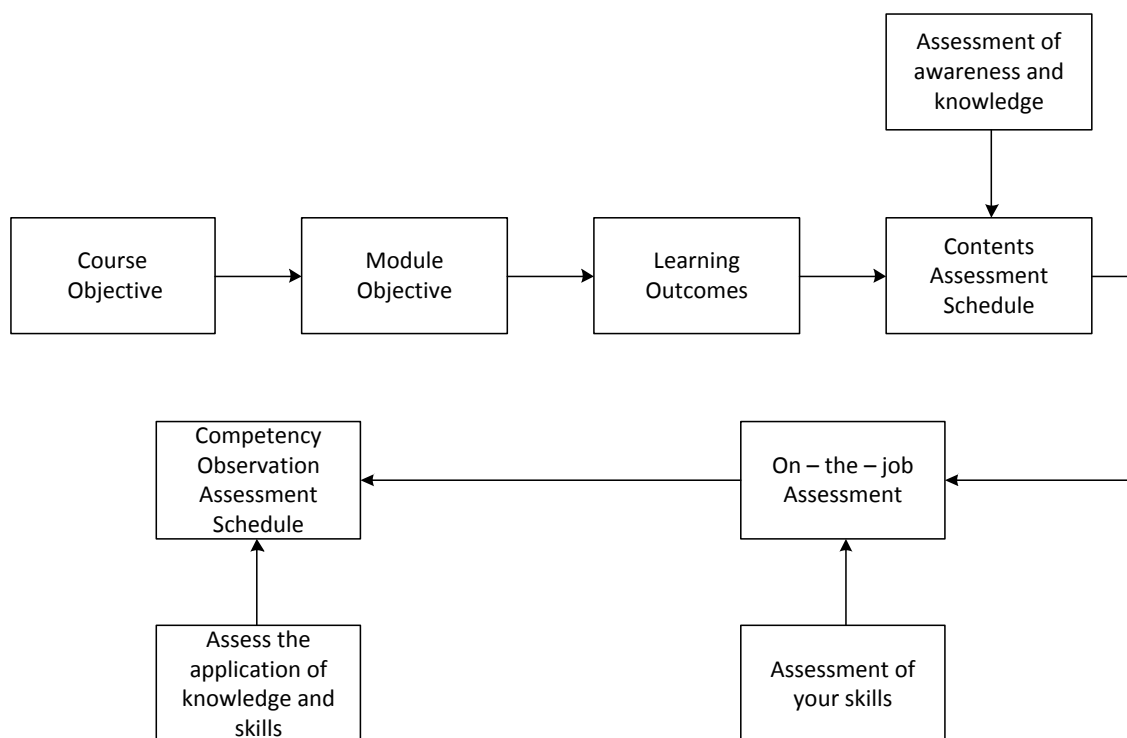 Assessment of
awareness and
knowledge
Course
Objective
Module
Objective
Learning
Outcomes
Contents
Assessment
Schedule
Competency
Observation
Assessment
Schedule
On – the – job
Assessment
Assess the
application of
knowledge and
skills
Assessment of
your skills